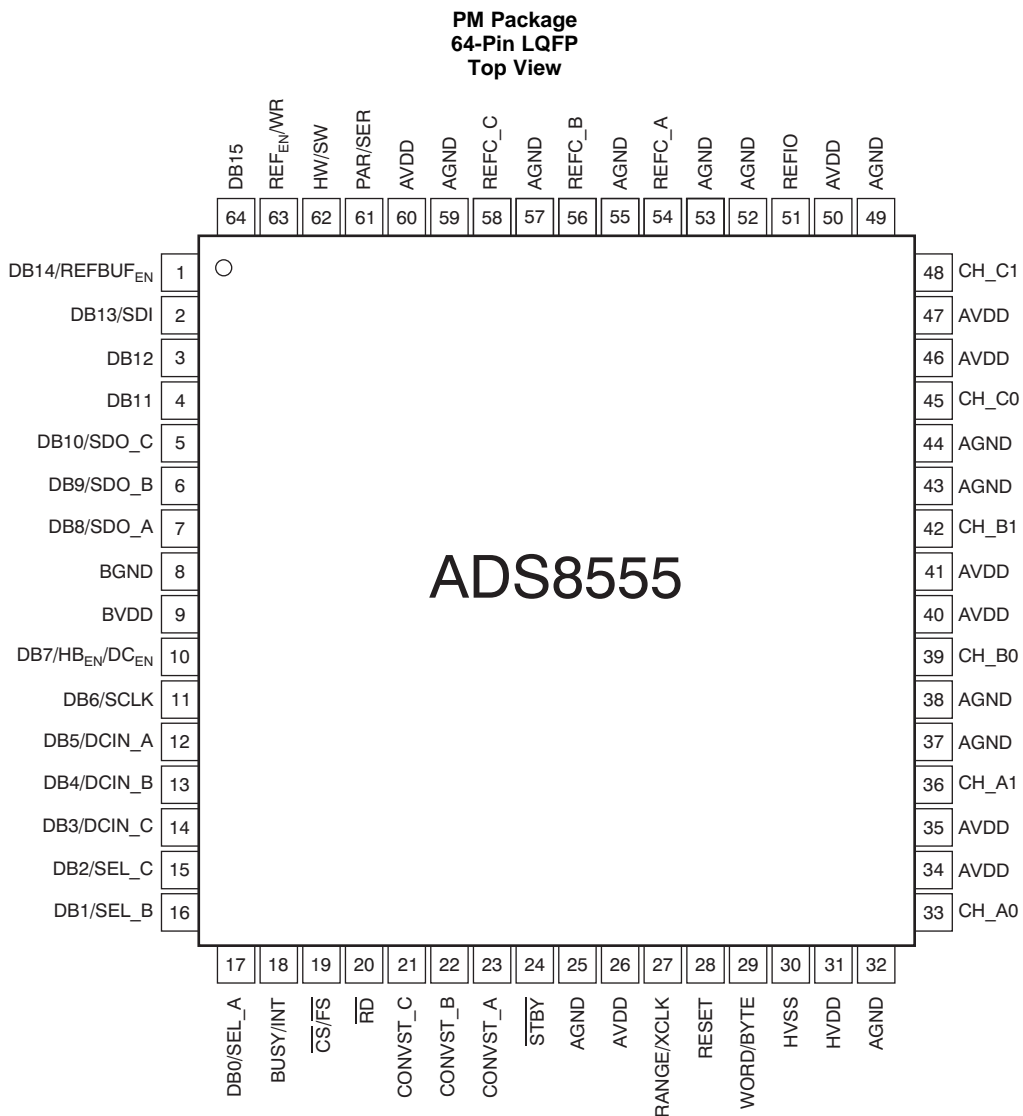 PM Package
64-Pin LQFP
Top View
DB15
REF_EN/WR
HW/SW
PAR/SER
AVDD
AGND
REFC_C
AGND
REFC_B
AGND
REFC_A
AGND
AGND
REFIO
AVDD
AGND
64 63 62 61 60 59 58 57 56 55 54 53 52 51 50 49
DB14/REFBUF_EN 1
DB13/SDI 2
DB12 3
DB11 4
DB10/SDO_C 5
DB9/SDO_B 6
DB8/SDO_A 7
BGND 8
BVDD 9
DB7/HB_EN/DC_EN 10
DB6/SCLK 11
DB5/DCIN_A 12
DB4/DCIN_B 13
DB3/DCIN_C 14
DB2/SEL_C 15
DB1/SEL_B 16
ADS8555
48 CH_C1
47 AVDD
46 AVDD
45 CH_C0
44 AGND
43 AGND
42 CH_B1
41 AVDD
40 AVDD
39 CH_B0
38 AGND
37 AGND
36 CH_A1
35 AVDD
34 AVDD
33 CH_A0
17 18 19 20 21 22 23 24 25 26 27 28 29 30 31 32
DB0/SEL_A
BUSY/INT
C̅S̅/F̅S̅
R̅D̅
CONVST_C
CONVST_B
CONVST_A
S̅T̅B̅Y̅
AGND
AVDD
RANGE/XCLK
RESET
WORD/BYTE
HVSS
HVDD
AGND